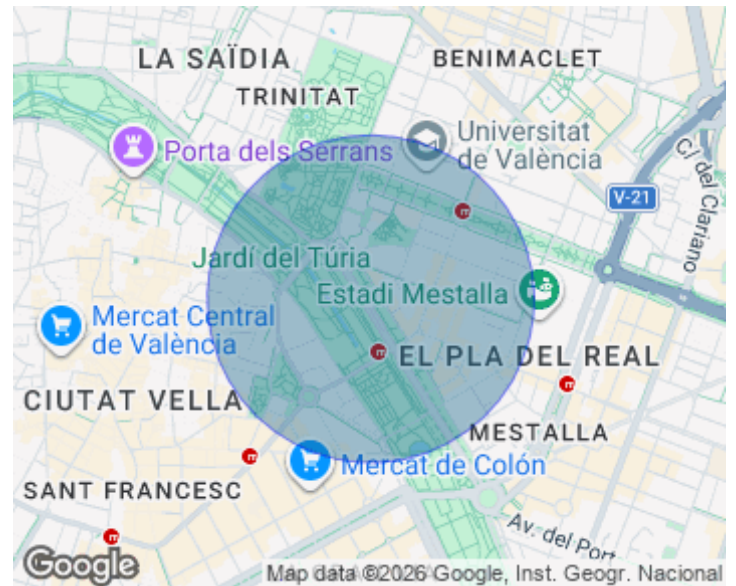 LA SAÏDIA
BENIMACLET
TRINITAT
Porta dels Serrans
Universitat
de València
V-21
C/ del Clariano
Jardí del Túria
Estadi Mestalla
Mercat Central
de València
EL PLA DEL REAL
CIUTAT VELLA
MESTALLA
Mercat de Colón
SANT FRANCESC
Av. del Port
Google
Map data ©2026 Google, Inst. Geogr. Nacional